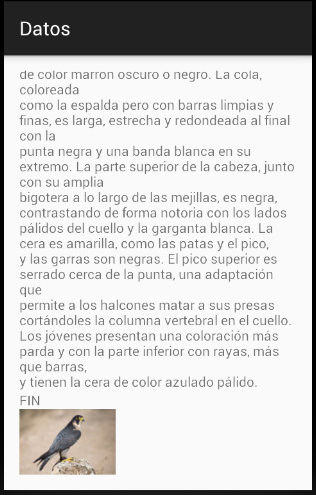 Datos
de color marrón oscuro o negro. La cola,
coloreada
como la espalda pero con barras limpias y
finas, es larga, estrecha y redondeada al final
con la
punta negra y una banda blanca en su
extremo. La parte superior de la cabeza, junto
con su amplia
bigotera a lo largo de las mejillas, es negra,
contrastando de forma notoria con los lados
pálidos del cuello y la garganta blanca. La
cera es amarilla, como las patas y el pico,
y las garras son negras. El pico superior es
serrado cerca de la punta, una adaptación
que
permite a los halcones matar a sus presas
cortándoles la columna vertebral en el cuello.
Los jóvenes presentan una coloración más
parda y con la parte inferior con rayas, más
que barras,
y tienen la cera de color azulado pálido.
FIN